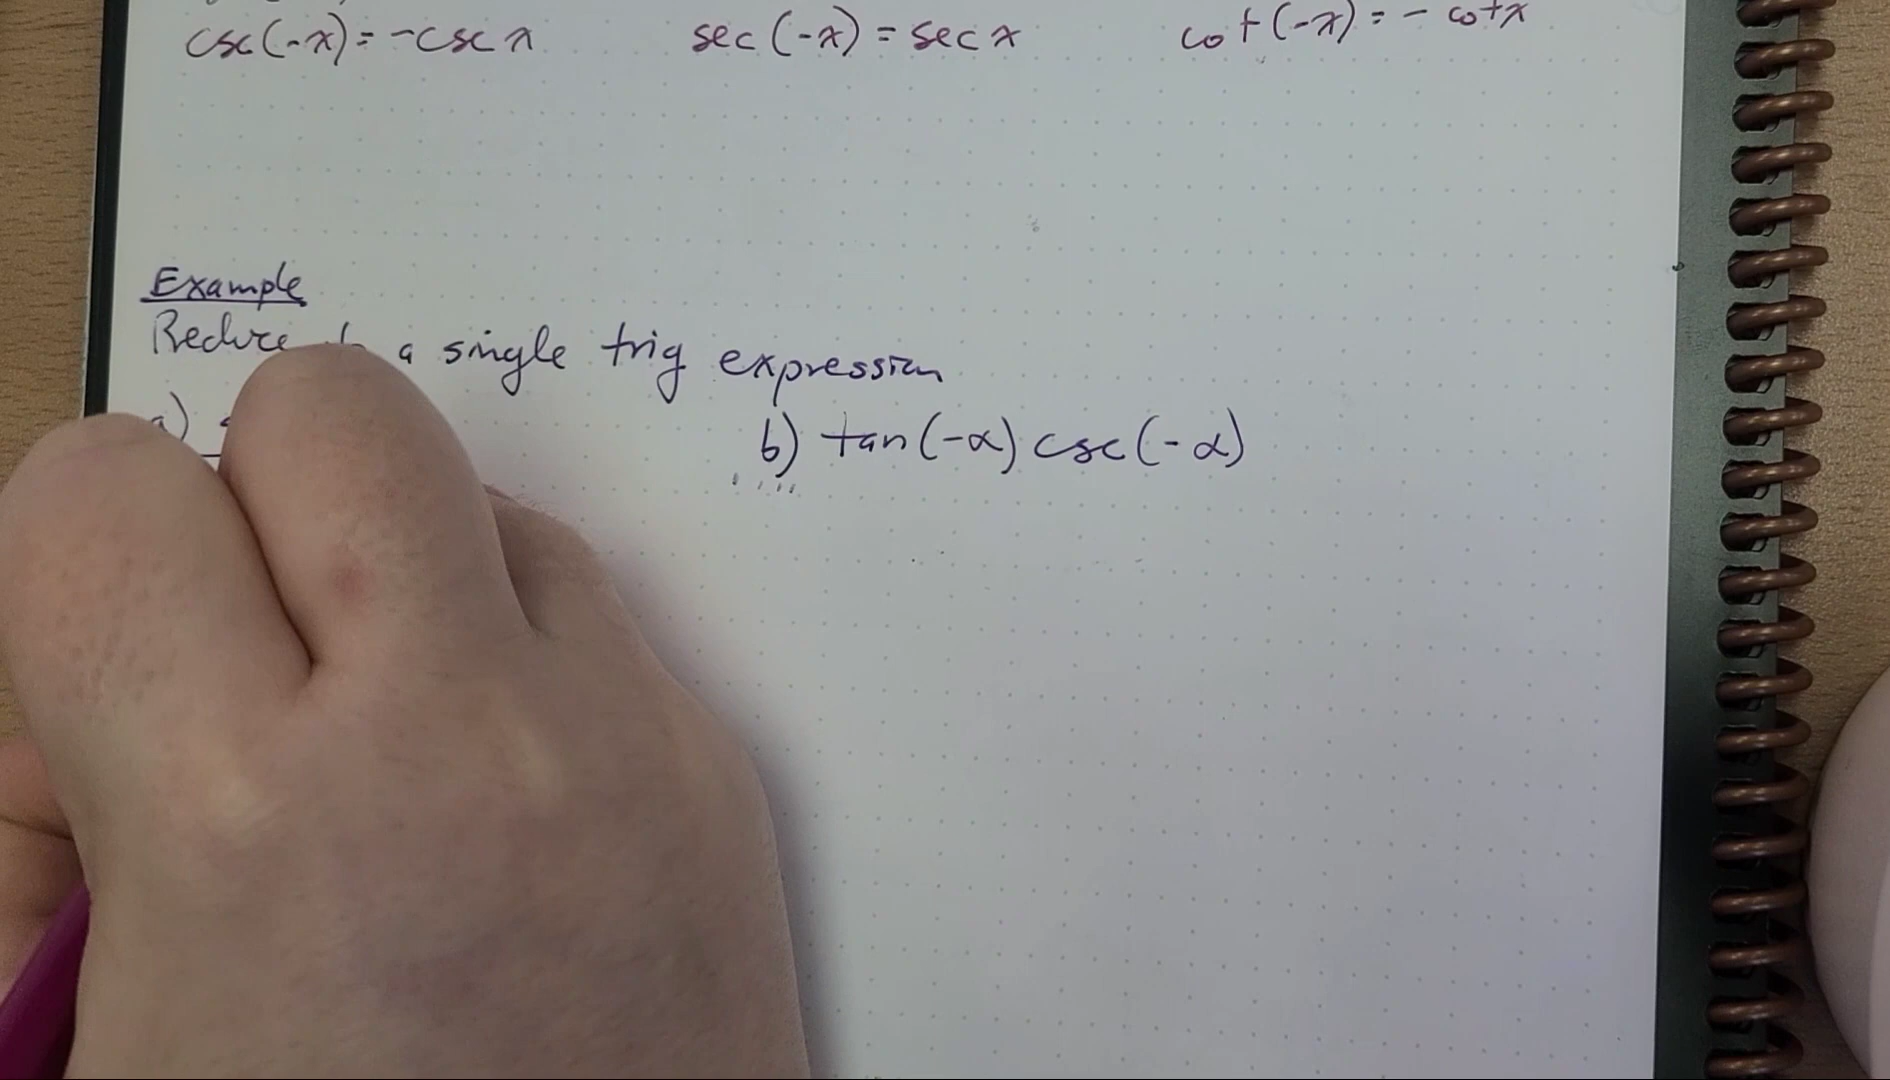 csc(-x) = -csc x sec(-x) = sec x cot(-x) = - cot x
Example
Reduce a single trig expression
a) b) tan(-α) csc(-α)